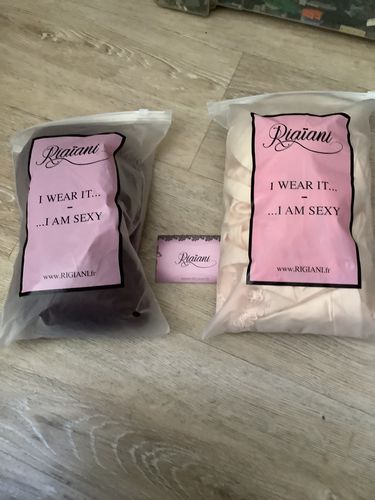 Rigiani
I WEAR IT...
-
...I AM SEXY
www.RIGIANI.fr
Rigiani
Rigiani
I WEAR IT...
-
...I AM SEXY
www.RIGIANI.fr